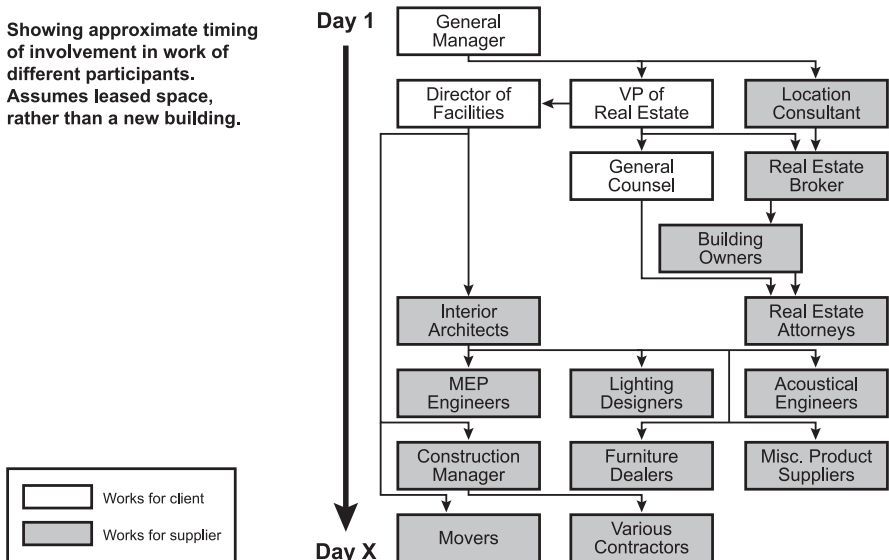 Showing approximate timing
of involvement in work of
different participants.
Assumes leased space,
rather than a new building.
Day 1
General
Manager
Director of
Facilities
VP of
Real Estate
Location
Consultant
General
Counsel
Real Estate
Broker
Building
Owners
Interior
Architects
Real Estate
Attorneys
MEP
Engineers
Lighting
Designers
Acoustical
Engineers
Construction
Manager
Furniture
Dealers
Misc. Product
Suppliers
Movers
Various
Contractors
Day X
Works for client
Works for supplier